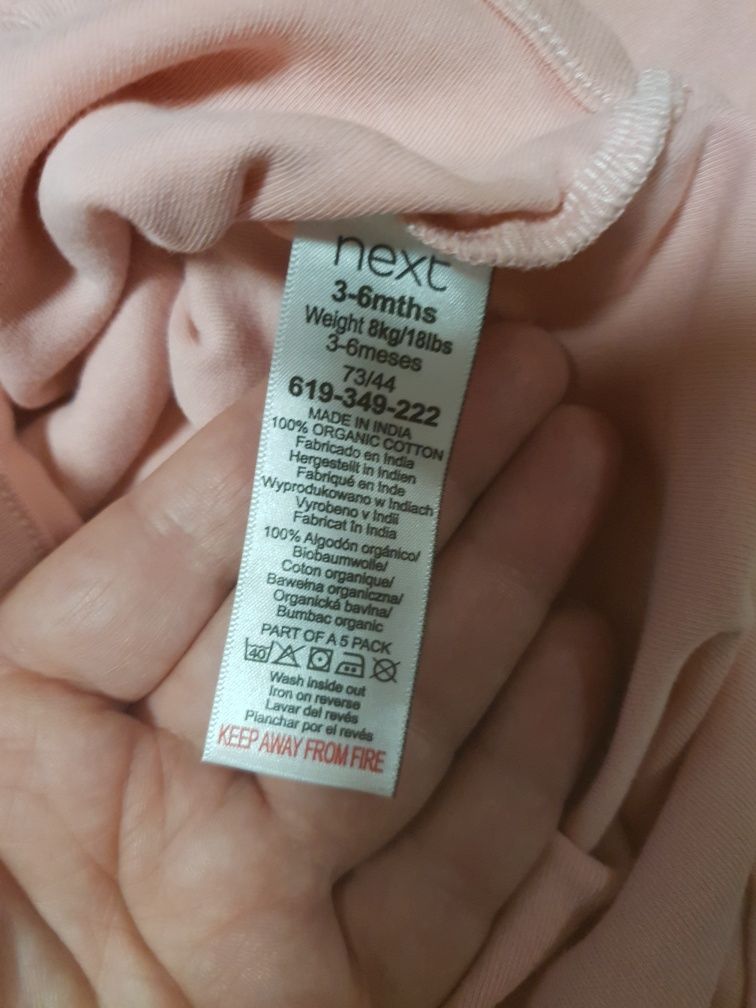 next
3-6mths
Weight 8kg/18lbs
3-6meses
73/44
619-349-222
MADE IN INDIA
100% ORGANIC COTTON
Fabricado en India
Hergestellt in Indien
Fabriqué en Inde
Wyprodukowano w Indiach
Vyrobeno v Indii
Fabricat în India
100% Algodón orgánico/
Biobaumwolle/
Coton organique/
Bawełna organiczna/
Organická bavlna/
Bumbac organic
PART OF A 5 PACK
40
Wash inside out
Iron on reverse
Lavar del revés
Planchar por el revés
KEEP AWAY FROM FIRE